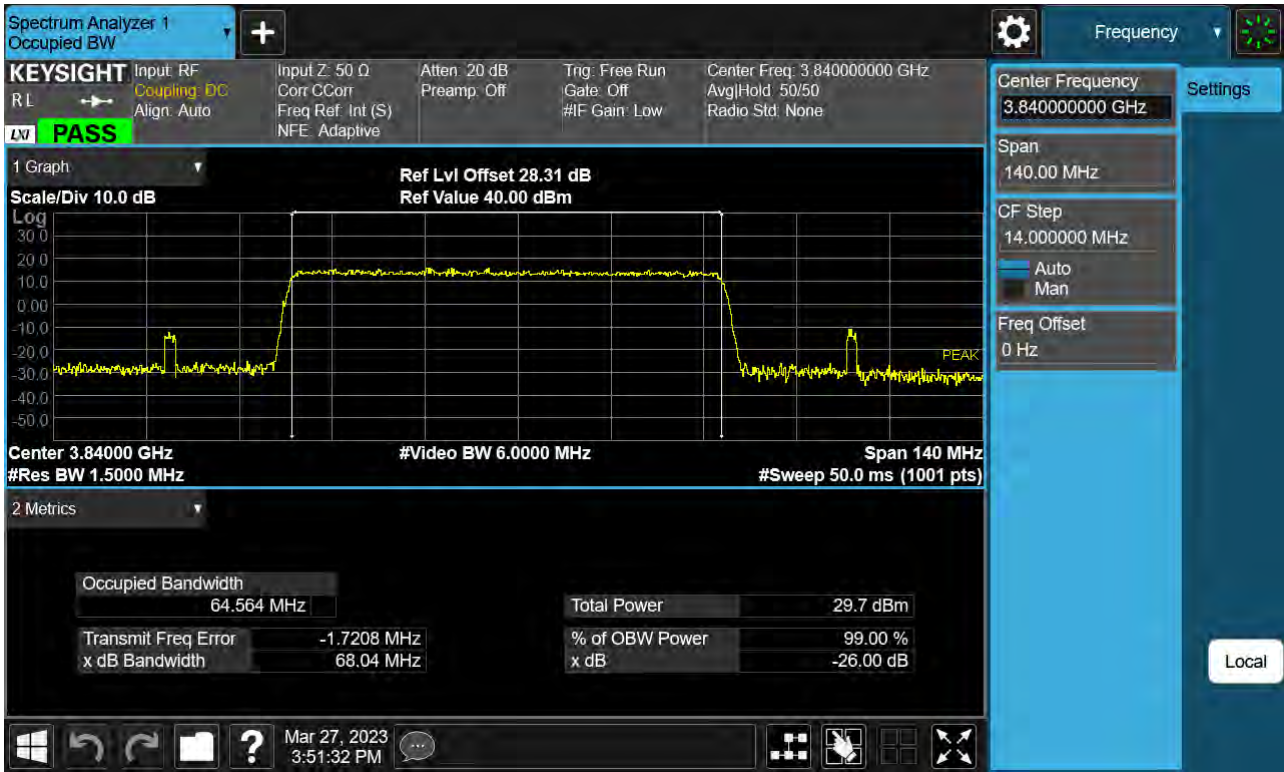 Spectrum Analyzer 1
Occupied BW
Frequency
KEYSIGHT
RL
LXI
PASS
Input: RF
Coupling: DC
Align: Auto
Input Z: 50 Ω
Corr CCorr
Freq Ref: Int (S)
NFE: Adaptive
Atten: 20 dB
Preamp: Off
Trig: Free Run
Gate: Off
#IF Gain: Low
Center Freq: 3.840000000 GHz
Avg|Hold: 50/50
Radio Std: None
Center Frequency
3.840000000 GHz
Settings
Span
140.00 MHz
CF Step
14.000000 MHz
Auto
Man
Freq Offset
0 Hz
Local
1 Graph
Scale/Div 10.0 dB
Ref Lvl Offset 28.31 dB
Ref Value 40.00 dBm
Log
30.0
20.0
10.0
0.00
-10.0
-20.0
-30.0
-40.0
-50.0
PEAK
Center 3.84000 GHz
#Video BW 6.0000 MHz
Span 140 MHz
#Res BW 1.5000 MHz
#Sweep 50.0 ms (1001 pts)
2 Metrics
Occupied Bandwidth
64.564 MHz
Total Power 29.7 dBm
Transmit Freq Error -1.7208 MHz
% of OBW Power 99.00 %
x dB Bandwidth 68.04 MHz
x dB -26.00 dB
?
Mar 27, 2023
3:51:32 PM